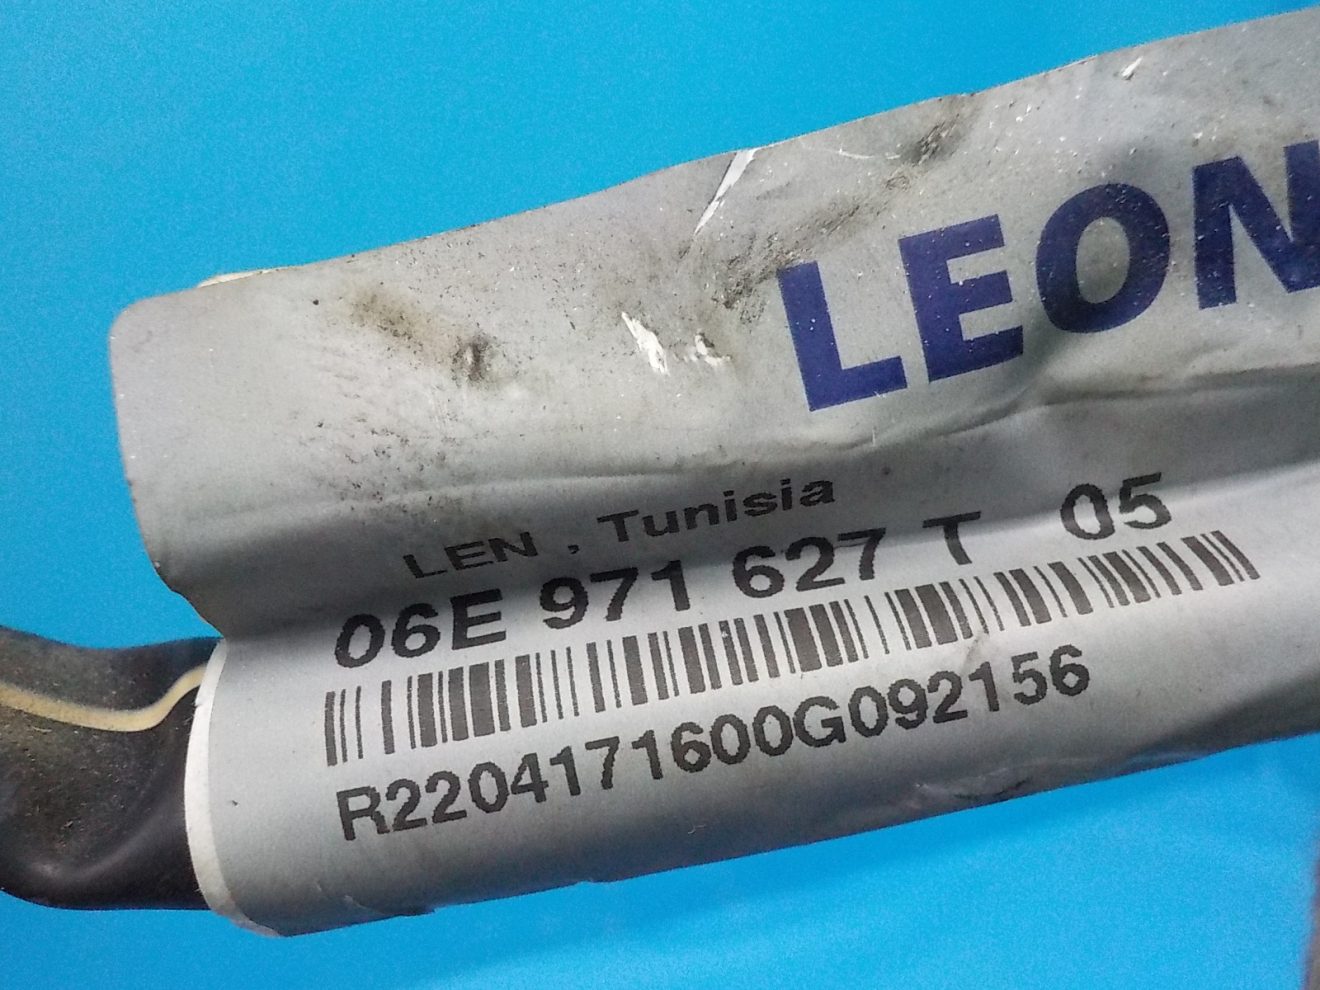 LEON
LEN , Tunisia
06E 971 627 T 05
R2204171600G092156